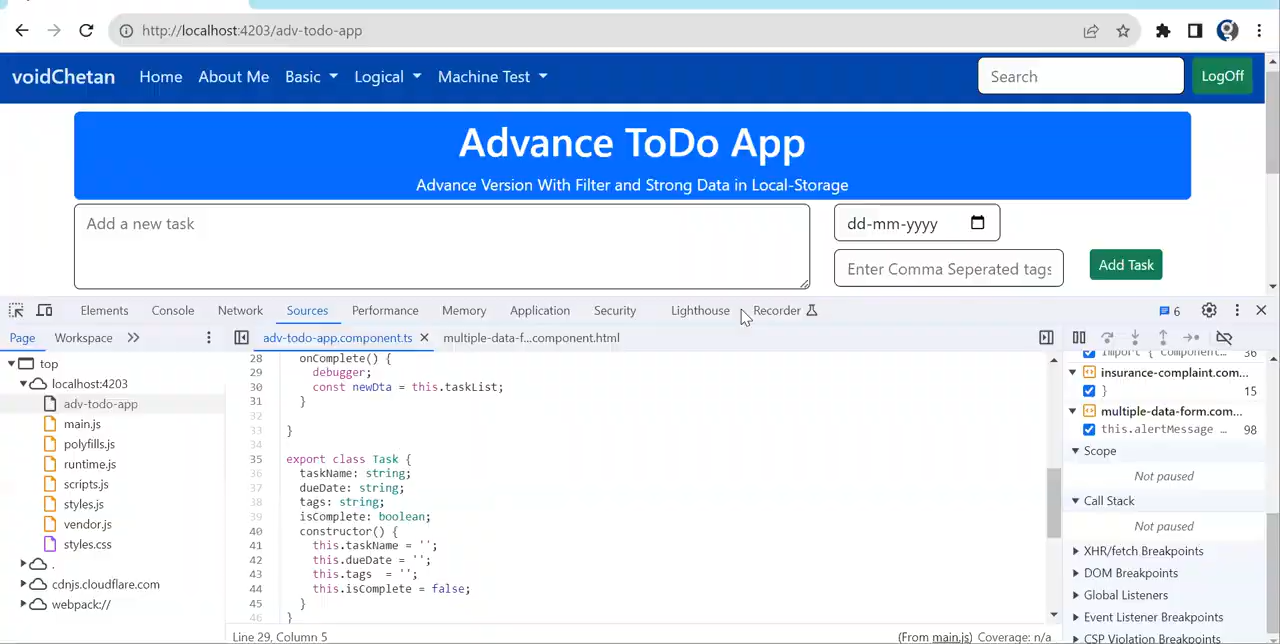 http://localhost:4203/adv-todo-app
voidChetan Home About Me Basic Logical Machine Test Search LogOff
Advance ToDo App
Advance Version With Filter and Strong Data in Local-Storage
Add a new task
dd-mm-yyyy
Enter Comma Seperated tags
Add Task
Elements Console Network Sources Performance Memory Application Security Lighthouse Recorder 6
Page Workspace adv-todo-app.component.ts multiple-data-f...component.html
top
localhost:4203
adv-todo-app
main.js
polyfills.js
runtime.js
scripts.js
styles.js
vendor.js
styles.css
.
cdnjs.cloudflare.com
webpack://
28 onComplete() {
29 debugger;
30 const newDta = this.taskList;
31 }
32
33 }
34
35 export class Task {
36 taskName: string;
37 dueDate: string;
38 tags: string;
39 isComplete: boolean;
40 constructor() {
41 this.taskName = '';
42 this.dueDate = '';
43 this.tags = '';
44 this.isComplete = false;
45 }
46 }
Line 29, Column 5
(From main.js) Coverage: n/a
import { Component... 36
insurance-complaint.com...
} 15
multiple-data-form.com...
this.alertMessage … 98
Scope
Not paused
Call Stack
Not paused
XHR/fetch Breakpoints
DOM Breakpoints
Global Listeners
Event Listener Breakpoints
CSP Violation Breakpoints